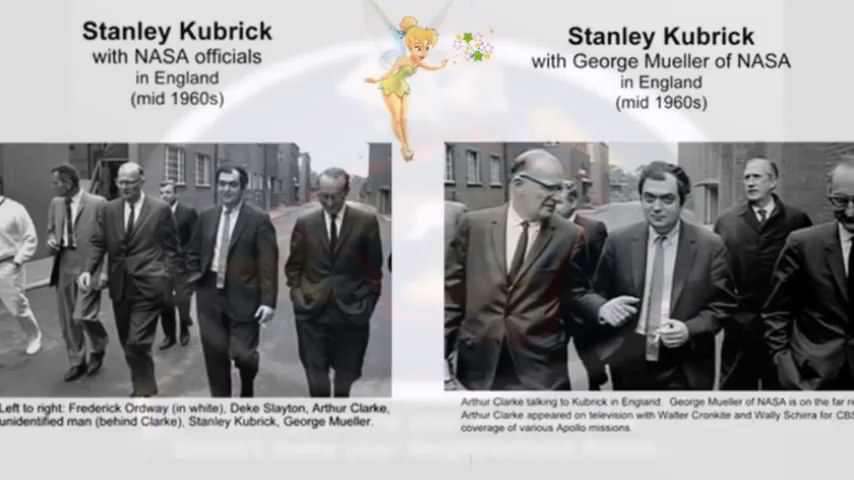 Stanley Kubrick
with NASA officials
in England
(mid 1960s)
Stanley Kubrick
with George Mueller of NASA
in England
(mid 1960s)
Left to right: Frederick Ordway (in white), Deke Slayton, Arthur Clarke,
unidentified man (behind Clarke), Stanley Kubrick, George Mueller.
Arthur Clarke talking to Kubrick in England. George Mueller of NASA is on the far
Arthur Clarke appeared on television with Walter Cronkite and Wally Schirra for CBS
coverage of various Apollo missions.